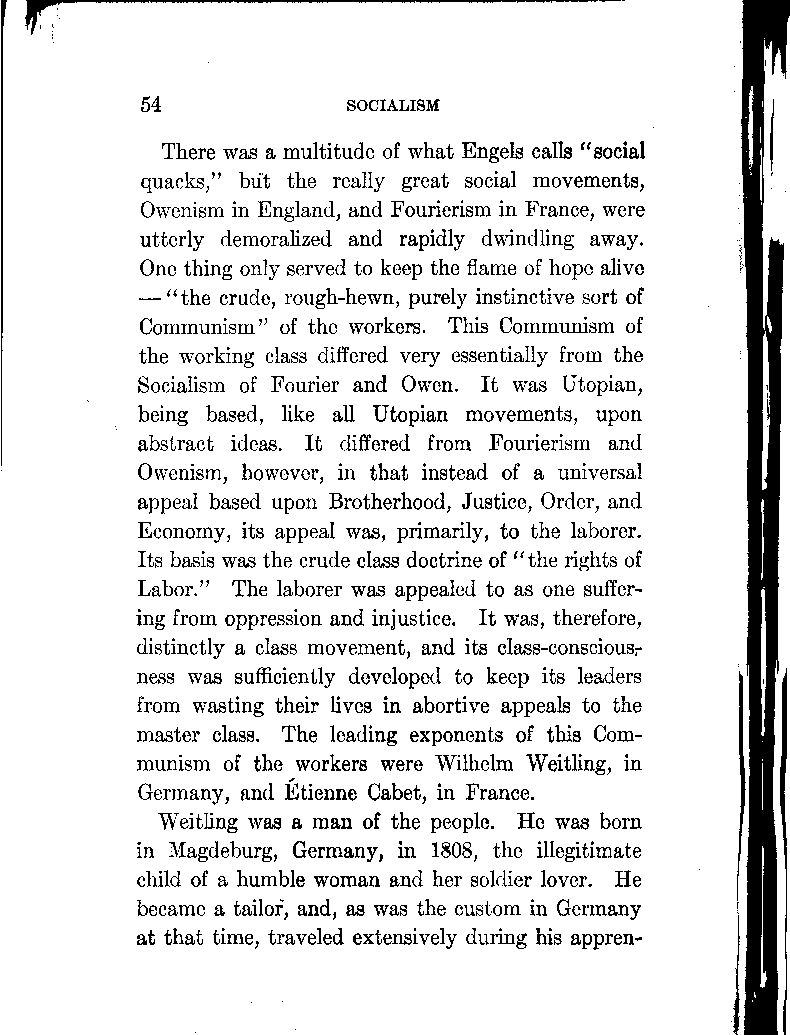 54 SOCIALISM
There was a multitude of what Engels calls "social
quacks," but the really great social movements,
Owenism in England, and Fourierism in France, were
utterly demoralized and rapidly dwindling away.
One thing only served to keep the flame of hope alive
— "the crude, rough-hewn, purely instinctive sort of
Communism" of the workers. This Communism of
the working class differed very essentially from the
Socialism of Fourier and Owen. It was Utopian,
being based, like all Utopian movements, upon
abstract ideas. It differed from Fourierism and
Owenism, however, in that instead of a universal
appeal based upon Brotherhood, Justice, Order, and
Economy, its appeal was, primarily, to the laborer.
Its basis was the crude class doctrine of "the rights of
Labor." The laborer was appealed to as one suffer-
ing from oppression and injustice. It was, therefore,
distinctly a class movement, and its class-conscious-
ness was sufficiently developed to keep its leaders
from wasting their lives in abortive appeals to the
master class. The leading exponents of this Com-
munism of the workers were Wilhelm Weitling, in
Germany, and Étienne Cabet, in France.
Weitling was a man of the people. He was born
in Magdeburg, Germany, in 1808, the illegitimate
child of a humble woman and her soldier lover. He
became a tailor, and, as was the custom in Germany
at that time, traveled extensively during his appren-